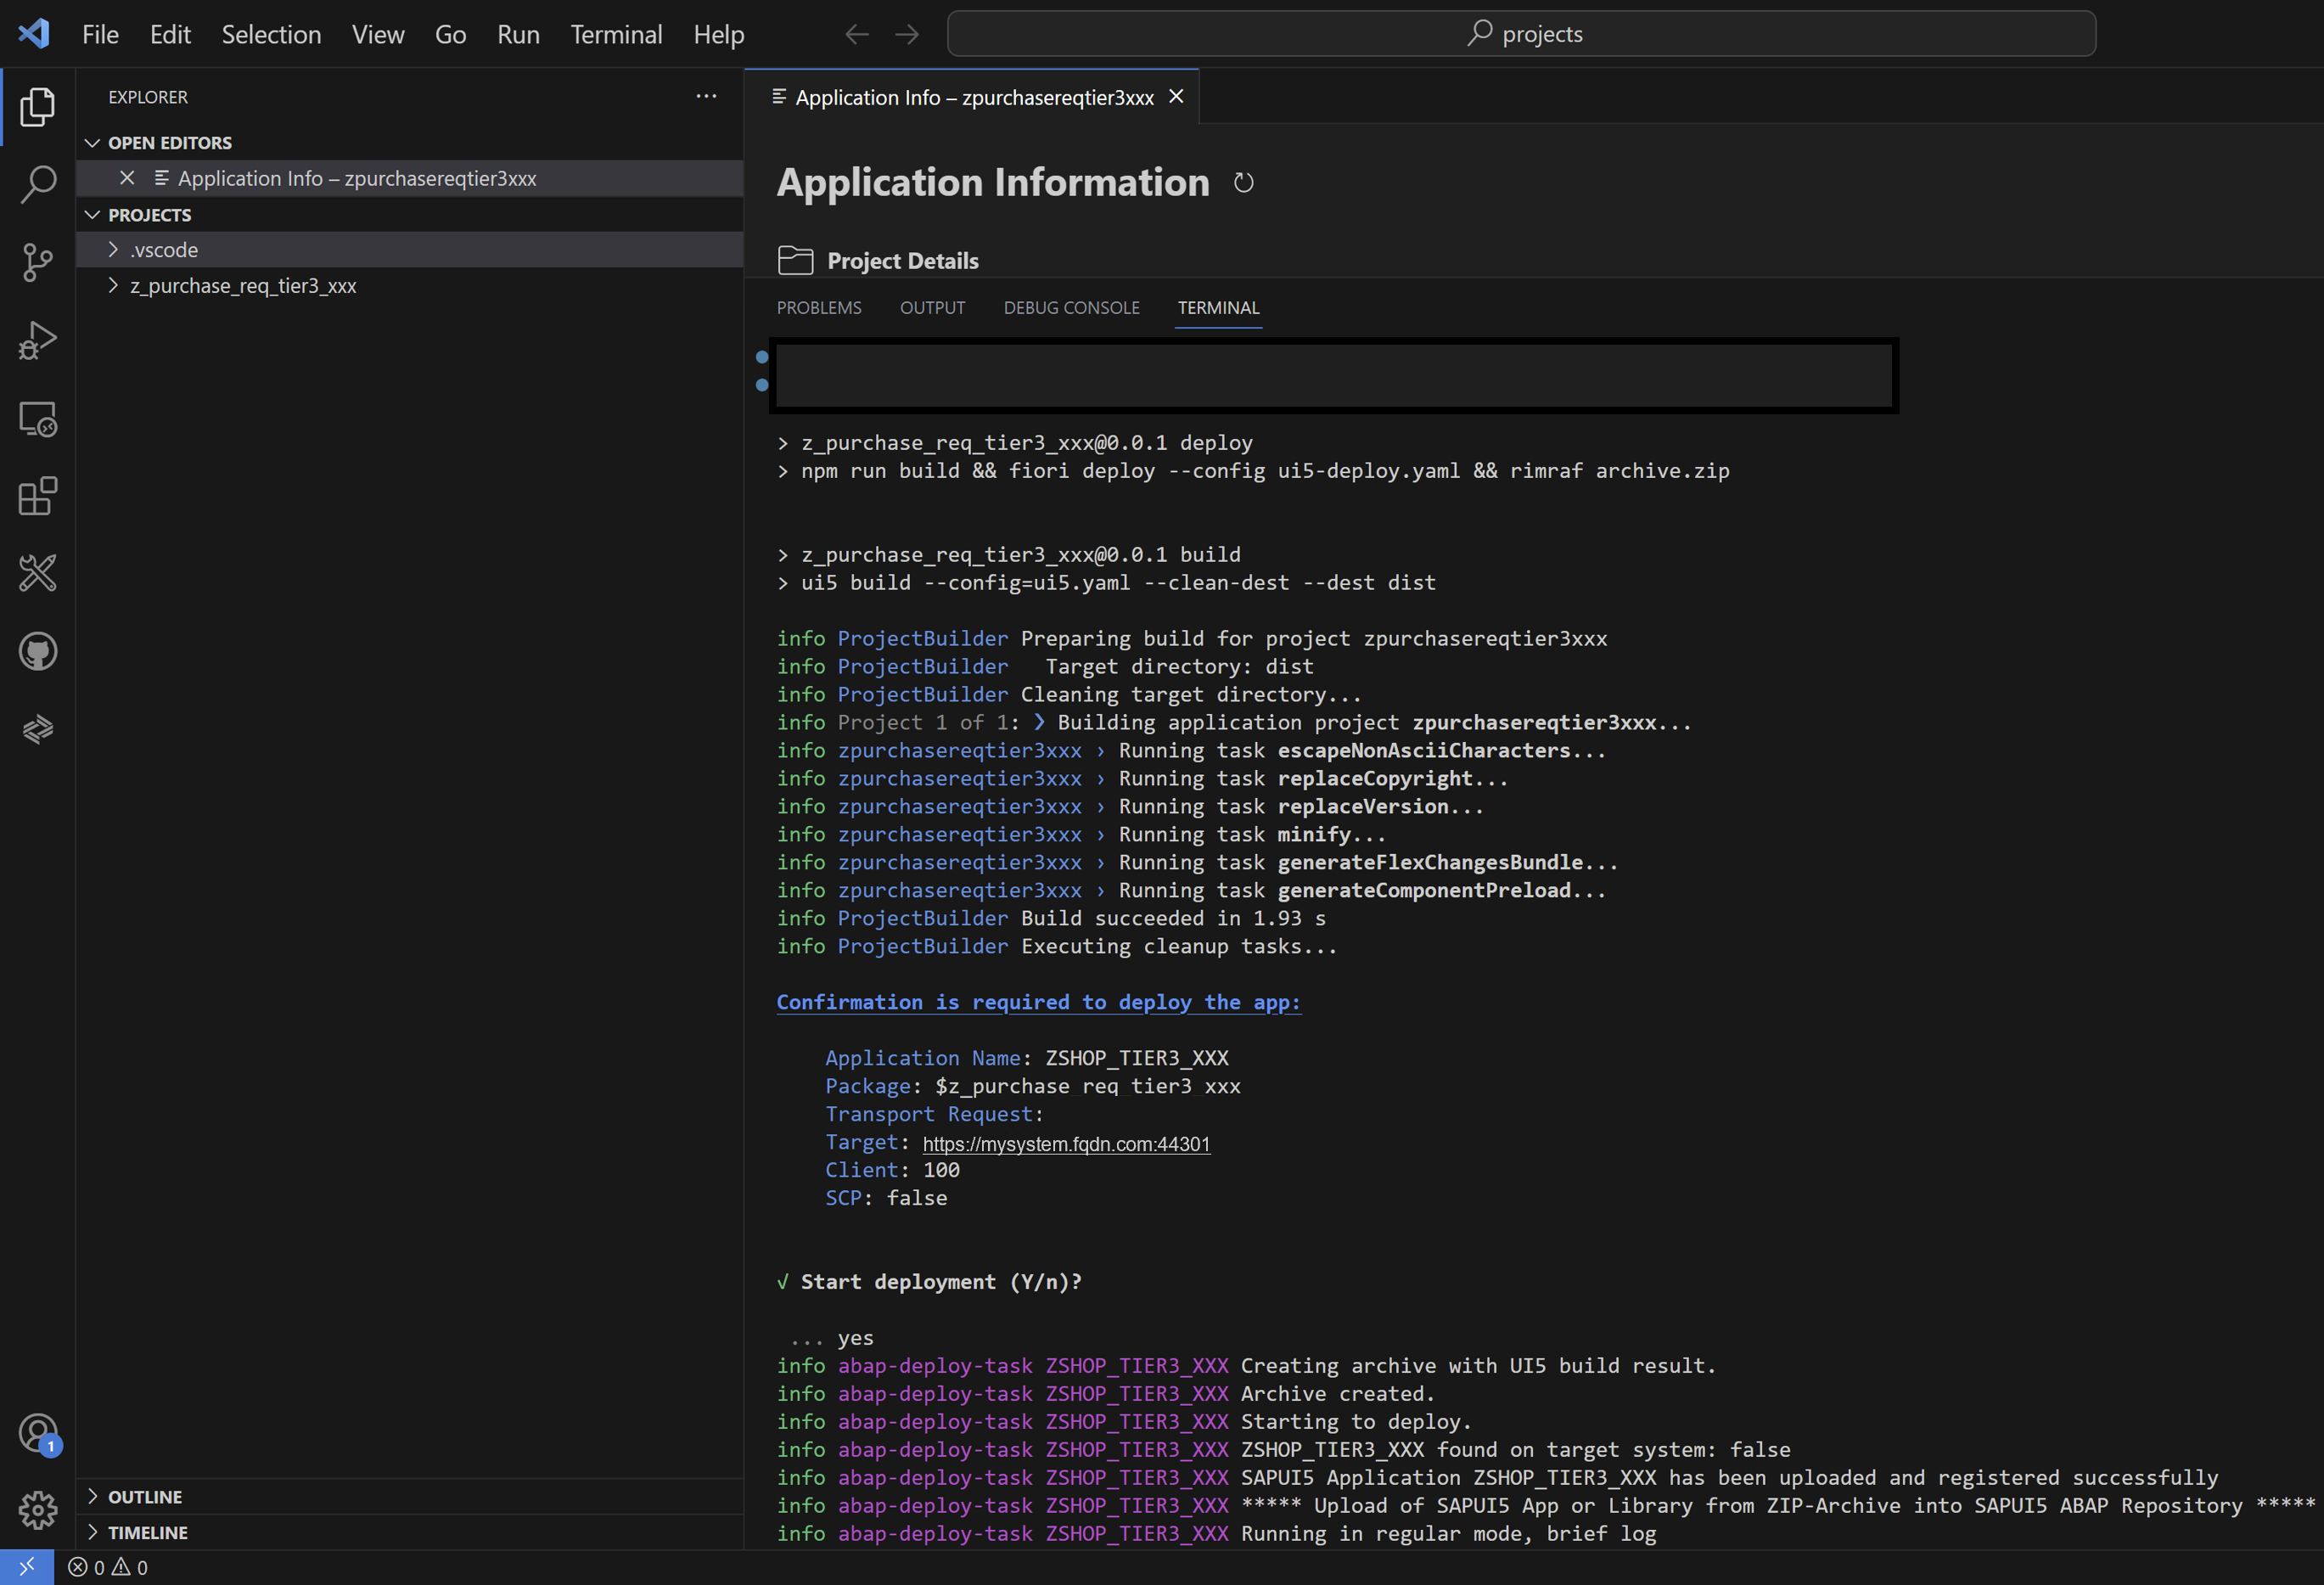 File Edit Selection View Go Run Terminal Help projects
EXPLORER ...
OPEN EDITORS
Application Info – zpurchasereqtier3xxx
PROJECTS
.vscode
z_purchase_req_tier3_xxx
OUTLINE
TIMELINE
1
0 0
Application Info – zpurchasereqtier3xxx
Application Information
Project Details
PROBLEMS OUTPUT DEBUG CONSOLE TERMINAL
> z_purchase_req_tier3_xxx@0.0.1 deploy
> npm run build && fiori deploy --config ui5-deploy.yaml && rimraf archive.zip
> z_purchase_req_tier3_xxx@0.0.1 build
> ui5 build --config=ui5.yaml --clean-dest --dest dist
info ProjectBuilder Preparing build for project zpurchasereqtier3xxx
info ProjectBuilder   Target directory: dist
info ProjectBuilder Cleaning target directory...
info Project 1 of 1: ❯ Building application project zpurchasereqtier3xxx...
info zpurchasereqtier3xxx › Running task escapeNonAsciiCharacters...
info zpurchasereqtier3xxx › Running task replaceCopyright...
info zpurchasereqtier3xxx › Running task replaceVersion...
info zpurchasereqtier3xxx › Running task minify...
info zpurchasereqtier3xxx › Running task generateFlexChangesBundle...
info zpurchasereqtier3xxx › Running task generateComponentPreload...
info ProjectBuilder Build succeeded in 1.93 s
info ProjectBuilder Executing cleanup tasks...
Confirmation is required to deploy the app:
Application Name: ZSHOP_TIER3_XXX
Package: $z_purchase_req_tier3_xxx
Transport Request:
Target: https://mysystem.fqdn.com:44301
Client: 100
SCP: false
√ Start deployment (Y/n)?
... yes
info abap-deploy-task ZSHOP_TIER3_XXX Creating archive with UI5 build result.
info abap-deploy-task ZSHOP_TIER3_XXX Archive created.
info abap-deploy-task ZSHOP_TIER3_XXX Starting to deploy.
info abap-deploy-task ZSHOP_TIER3_XXX ZSHOP_TIER3_XXX found on target system: false
info abap-deploy-task ZSHOP_TIER3_XXX SAPUI5 Application ZSHOP_TIER3_XXX has been uploaded and registered successfully
info abap-deploy-task ZSHOP_TIER3_XXX ***** Upload of SAPUI5 App or Library from ZIP-Archive into SAPUI5 ABAP Repository *****
info abap-deploy-task ZSHOP_TIER3_XXX Running in regular mode, brief log